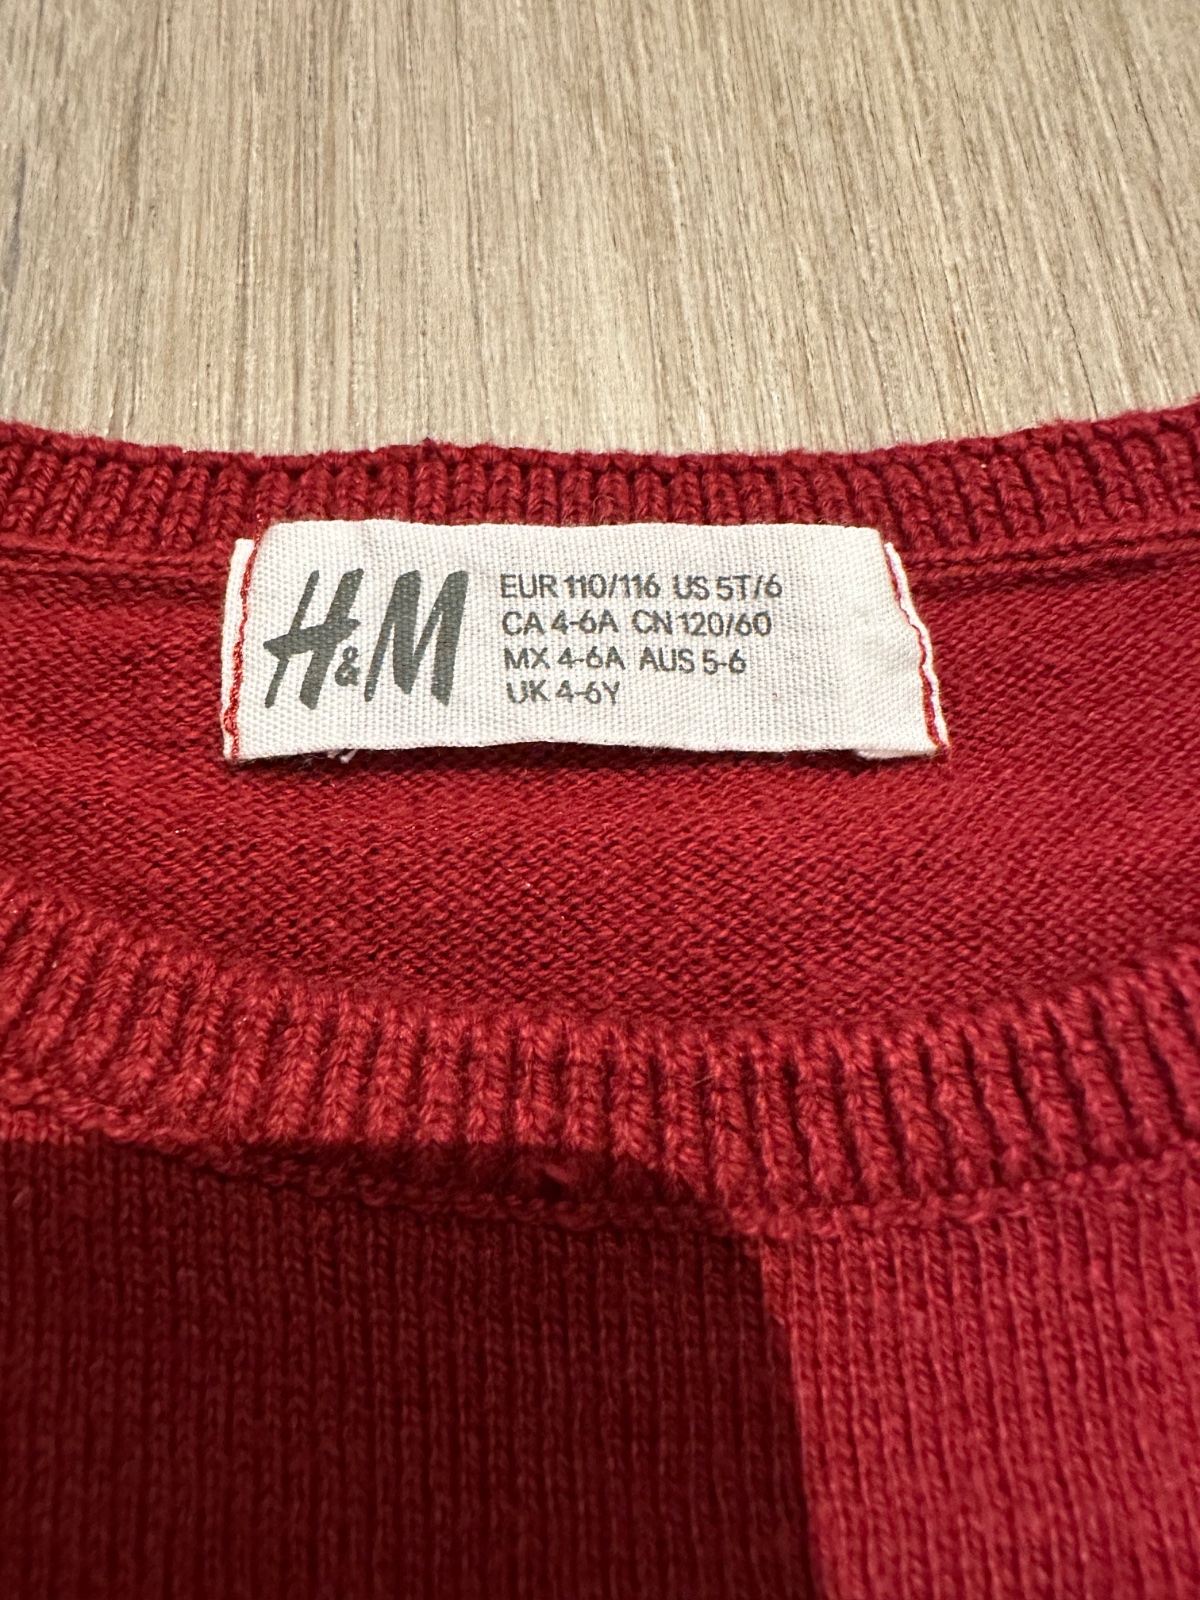 H&M
EUR 110/116 US 5T/6
CA 4-6A CN 120/60
MX 4-6A AUS 5-6
UK 4-6Y